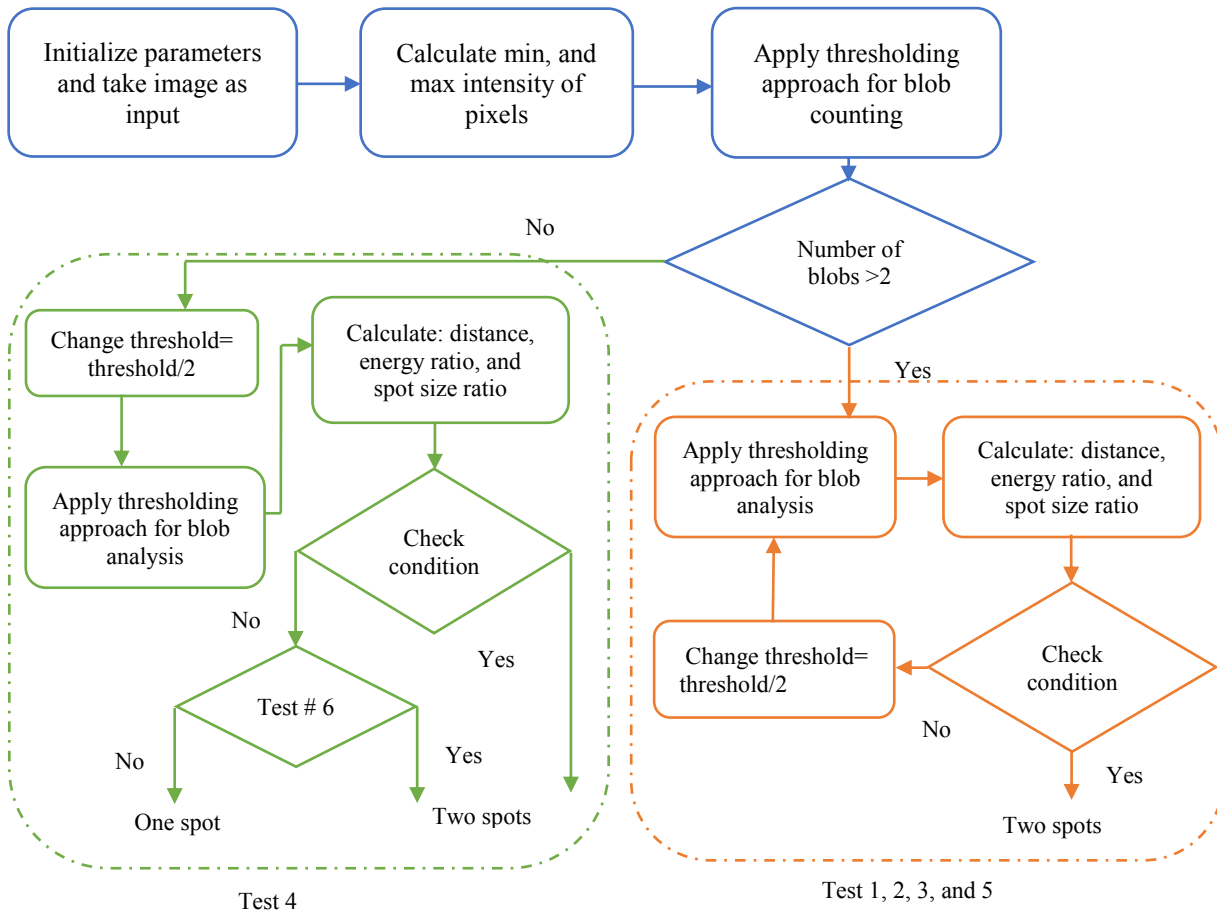 Initialize parameters
and take image as
input
Calculate min, and
max intensity of
pixels
Apply thresholding
approach for blob
counting
Number of
blobs >2
No
Yes
Change threshold=
threshold/2
Apply thresholding
approach for blob
analysis
Calculate: distance,
energy ratio, and
spot size ratio
Check
condition
No
Yes
Test # 6
No
Yes
One spot
Two spots
Test 4
Apply thresholding
approach for blob
analysis
Calculate: distance,
energy ratio, and
spot size ratio
Check
condition
No
Change threshold=
threshold/2
Yes
Two spots
Test 1, 2, 3, and 5